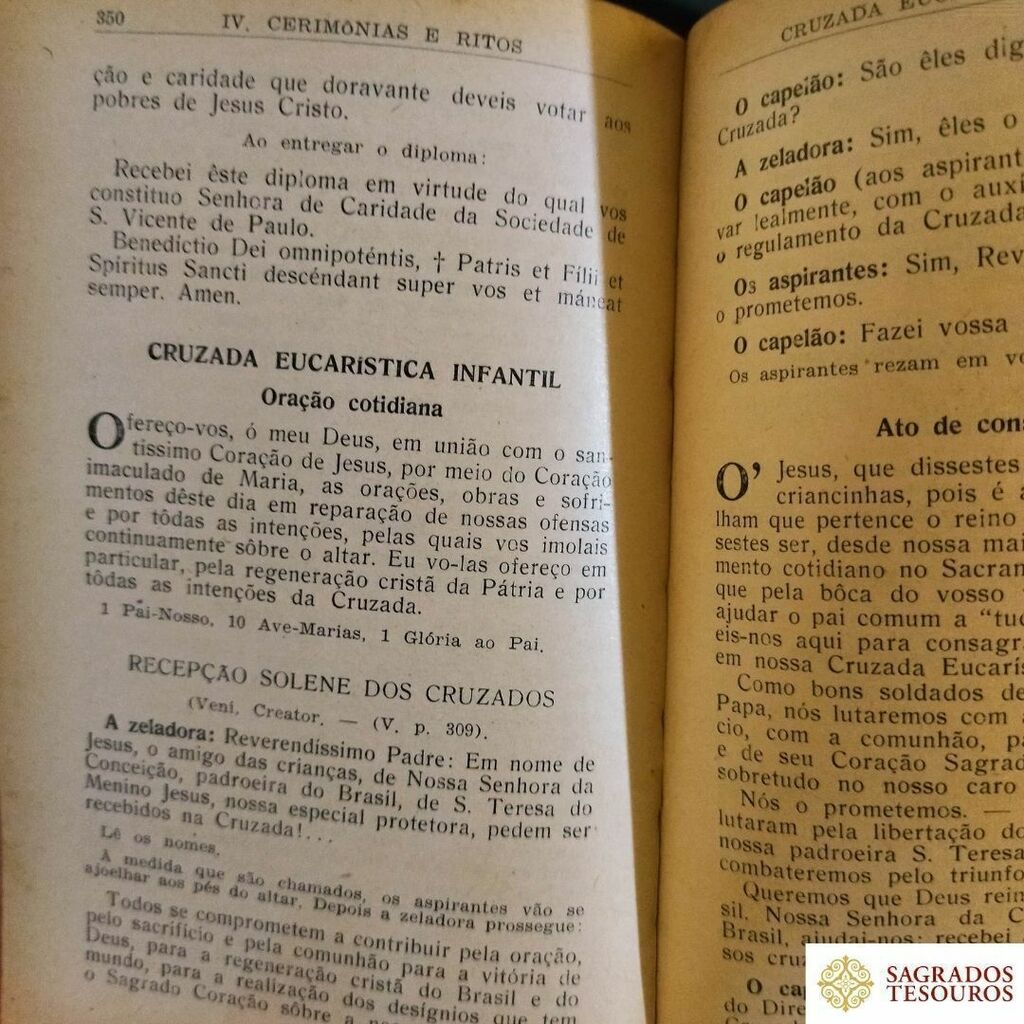 350
IV. CERIMÔNIAS E RITOS
ção e caridade que doravante deveis votar aos
pobres de Jesus Cristo.
Ao entregar o diploma:
Recebei êste diploma em virtude do qual vos
constituo Senhora de Caridade da Sociedade de
S. Vicente de Paulo.
Benedictio Dei omnipoténtis, † Patris et Fílii et
Spíritus Sancti descéndant super vos et máneat
semper. Amen.
CRUZADA EUCARÍSTICA INFANTIL
Oração cotidiana
Ofereço-vos, ó meu Deus, em união com o san-
tíssimo Coração de Jesus, por meio do Coração
imaculado de Maria, as orações, obras e sofri-
mentos dêste dia em reparação de nossas ofensas
e por tôdas as intenções, pelas quais vos imolais
continuamente sôbre o altar. Eu vo-las ofereço em
particular, pela regeneração cristã da Pátria e por
tôdas as intenções da Cruzada.
1 Pai-Nosso, 10 Ave-Marias, 1 Glória ao Pai.
RECEPÇÃO SOLENE DOS CRUZADOS
(Veni, Creator. — (V. p. 309).
A zeladora: Reverendíssimo Padre: Em nome de
Jesus, o amigo das crianças, de Nossa Senhora da
Conceição, padroeira do Brasil, de S. Teresa do
Menino Jesus, nossa especial protetora, pedem ser
recebidos na Cruzada!...
Lê os nomes.
À medida que são chamados, os aspirantes vão se
ajoelhar aos pés do altar. Depois a zeladora prossegue:
Todos se comprometem a contribuir pela oração,
pelo sacrifício e pela comunhão para a vitória de
Deus, para a regeneração cristã do Brasil e do
mundo, para a realização dos desígnios que tem
o Sagrado Coração sôbre a
CRUZADA
O capelão: São êles dig
Cruzada?
A zeladora: Sim, êles o
O capelão (aos aspirant
var lealmente, com o auxi
o regulamento da Cruzada
Os aspirantes: Sim, Rev
o prometemos.
O capelão: Fazei vossa
Os aspirantes rezam em vo
Ato de cons
O' Jesus, que dissestes
criancinhas, pois é a
lham que pertence o reino
sestes ser, desde nossa mai
mento cotidiano no Sacram
que pela bôca do vosso
ajudar o pai comum a "tud
eis-nos aqui para consagr
em nossa Cruzada Eucarís
Como bons soldados de
Papa, nós lutaremos com
cio, com a comunhão, pa
e de seu Coração Sagrad
sobretudo no nosso caro
Nós o prometemos. —
lutaram pela libertação do
nossa padroeira S. Teresa
combateremos pelo triunfo
Queremos que Deus rein
sil. Nossa Senhora da C
Brasil, ajudai-nos: recebei
sos cruz
O cap
do Dire
SAGRADOS
TESOUROS